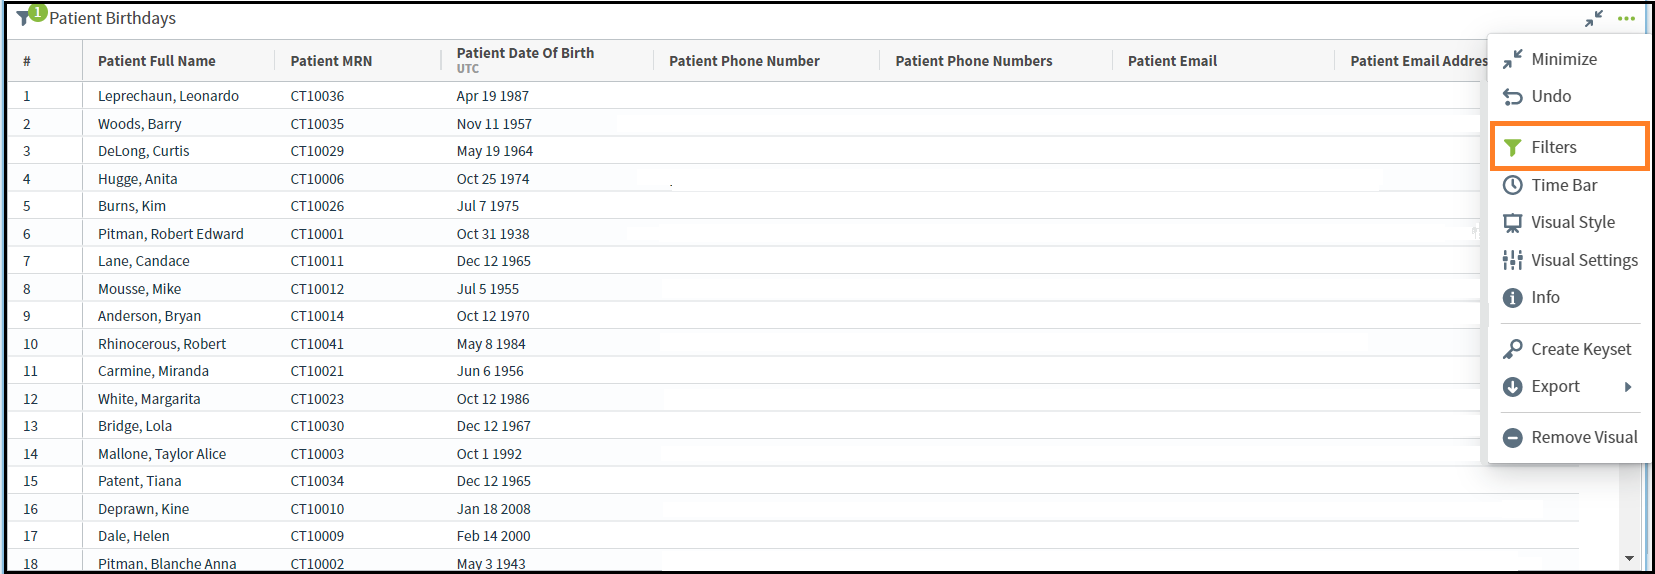 1 Patient Birthdays
# Patient Full Name Patient MRN Patient Date Of Birth UTC Patient Phone Number Patient Phone Numbers Patient Email Patient Email Addres
1 Leprechaun, Leonardo CT10036 Apr 19 1987
2 Woods, Barry CT10035 Nov 11 1957
3 DeLong, Curtis CT10029 May 19 1964
4 Hugge, Anita CT10006 Oct 25 1974
5 Burns, Kim CT10026 Jul 7 1975
6 Pitman, Robert Edward CT10001 Oct 31 1938
7 Lane, Candace CT10011 Dec 12 1965
8 Mousse, Mike CT10012 Jul 5 1955
9 Anderson, Bryan CT10014 Oct 12 1970
10 Rhinocerous, Robert CT10041 May 8 1984
11 Carmine, Miranda CT10021 Jun 6 1956
12 White, Margarita CT10023 Oct 12 1986
13 Bridge, Lola CT10030 Dec 12 1967
14 Mallone, Taylor Alice CT10003 Oct 1 1992
15 Patent, Tiana CT10034 Dec 12 1965
16 Deprawn, Kine CT10010 Jan 18 2008
17 Dale, Helen CT10009 Feb 14 2000
18 Pitman, Blanche Anna CT10002 May 3 1943
Minimize
Undo
Filters
Time Bar
Visual Style
Visual Settings
Info
Create Keyset
Export
Remove Visual